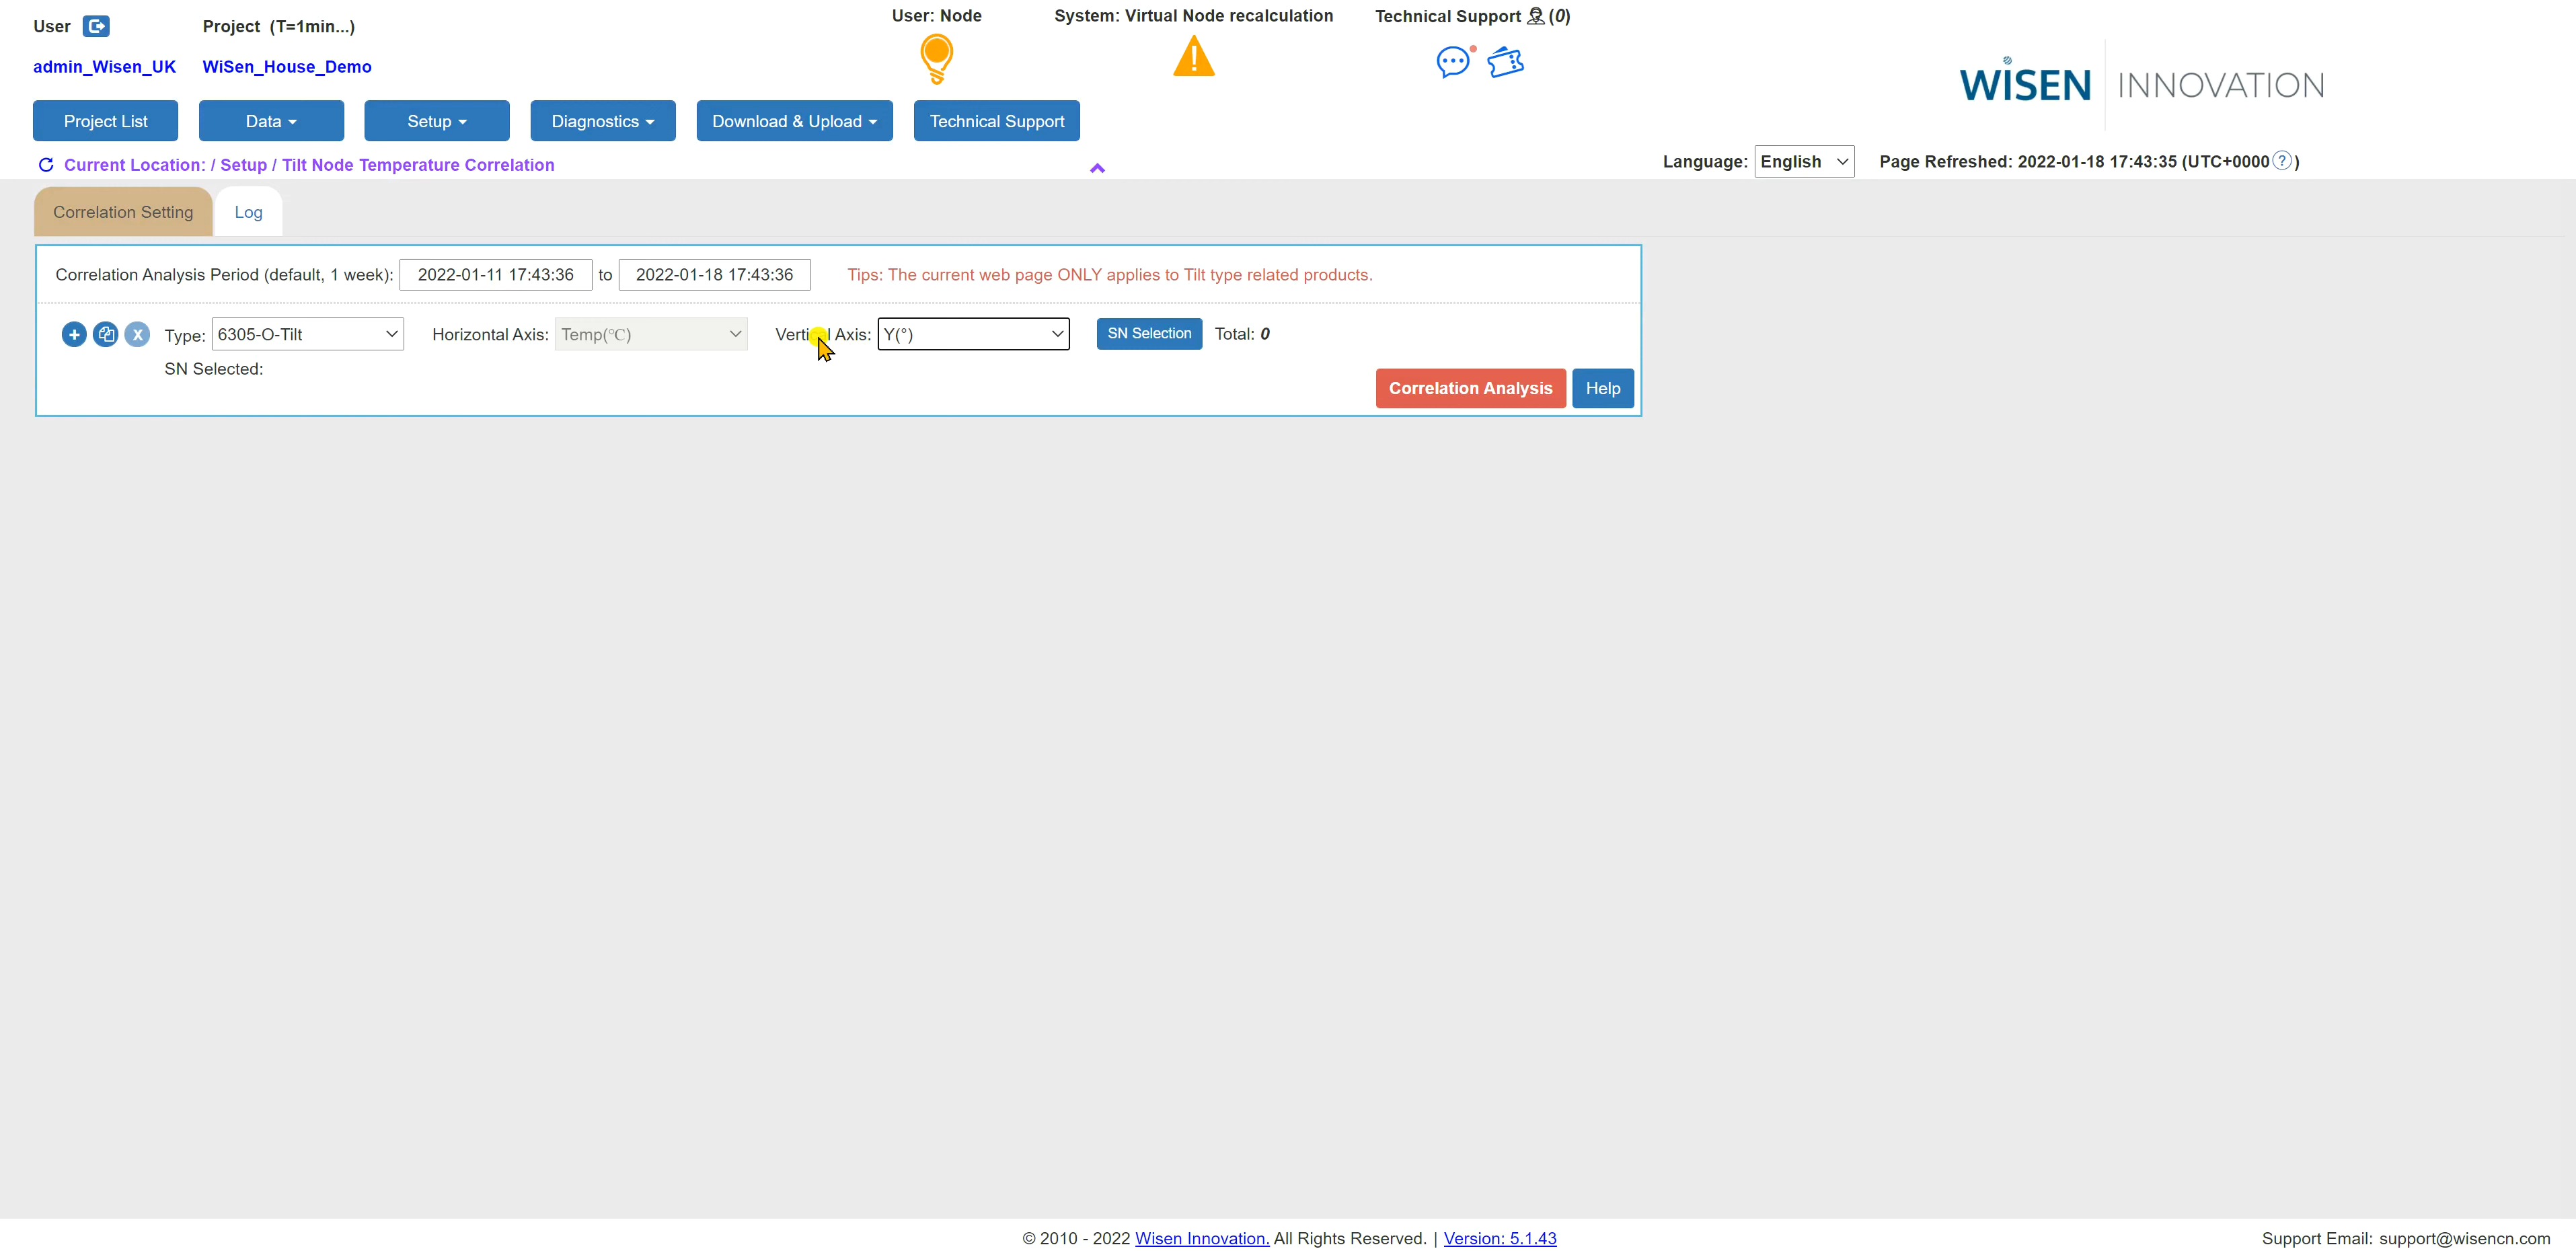 User Project (T=1min...) User: Node System: Virtual Node recalculation Technical Support (0)
admin_Wisen_UK WiSen_House_Demo
WiSEN INNOVATION
Project List Data Setup Diagnostics Download & Upload Technical Support
Current Location: / Setup / Tilt Node Temperature Correlation Language: English Page Refreshed: 2022-01-18 17:43:35 (UTC+0000 ? )
Correlation Setting Log
Correlation Analysis Period (default, 1 week): 2022-01-11 17:43:36 to 2022-01-18 17:43:36 Tips: The current web page ONLY applies to Tilt type related products.
+ X Type: 6305-O-Tilt Horizontal Axis: Temp(℃) Vertical Axis: Y(°) SN Selection Total: 0
SN Selected:
Correlation Analysis Help
© 2010 - 2022 Wisen Innovation. All Rights Reserved. | Version: 5.1.43 Support Email: support@wisencn.com